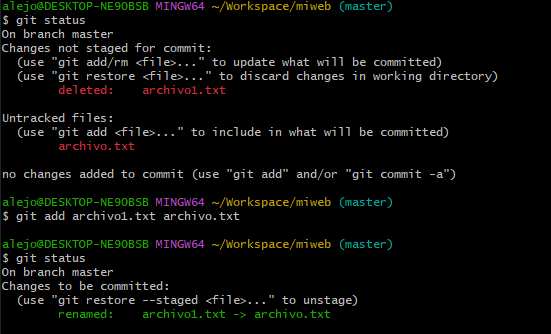 alejo@DESKTOP-NE9OBSB MINGW64 ~/Workspace/miweb (master)
$ git status
On branch master
Changes not staged for commit:
  (use "git add/rm <file>..." to update what will be committed)
  (use "git restore <file>..." to discard changes in working directory)
        deleted:    archivo1.txt

Untracked files:
  (use "git add <file>..." to include in what will be committed)
        archivo.txt

no changes added to commit (use "git add" and/or "git commit -a")

alejo@DESKTOP-NE9OBSB MINGW64 ~/Workspace/miweb (master)
$ git add archivo1.txt archivo.txt

alejo@DESKTOP-NE9OBSB MINGW64 ~/Workspace/miweb (master)
$ git status
On branch master
Changes to be committed:
  (use "git restore --staged <file>..." to unstage)
        renamed:    archivo1.txt -> archivo.txt